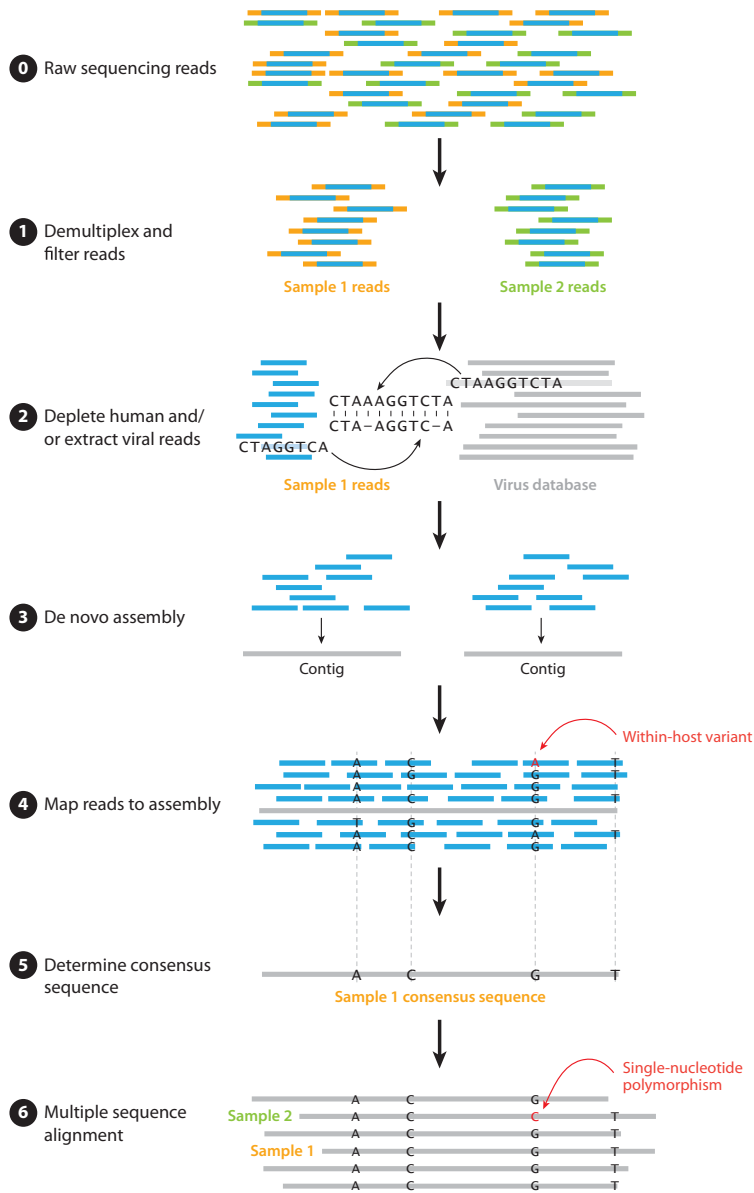 0 Raw sequencing reads
1 Demultiplex and
filter reads
Sample 1 reads
Sample 2 reads
2 Deplete human and/
or extract viral reads
CTAAGGTCTA
CTAAAGGTCTA
CTA–AGGTC–A
CTAGGTCA
Sample 1 reads
Virus database
3 De novo assembly
Contig
Contig
Within-host variant
4 Map reads to assembly
A C A T
A G G T
A G
A C G T
T G G
A C A T
A C G
5 Determine consensus
sequence
A C G T
Sample 1 consensus sequence
Single-nucleotide
polymorphism
6 Multiple sequence
alignment
A C G
Sample 2 A C C T
A C G T
Sample 1 A C G T
A C G T
A C G T